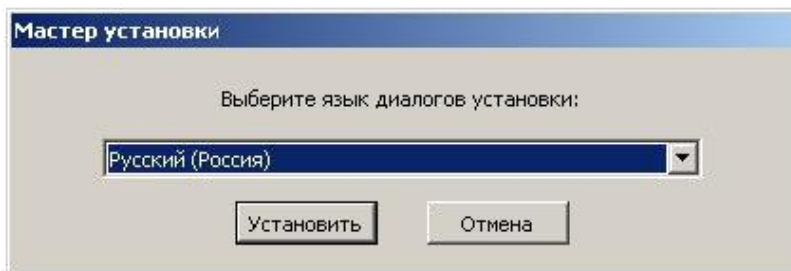 Мастер установки
Выберите язык диалогов установки:
Русский (Россия)
Установить Отмена